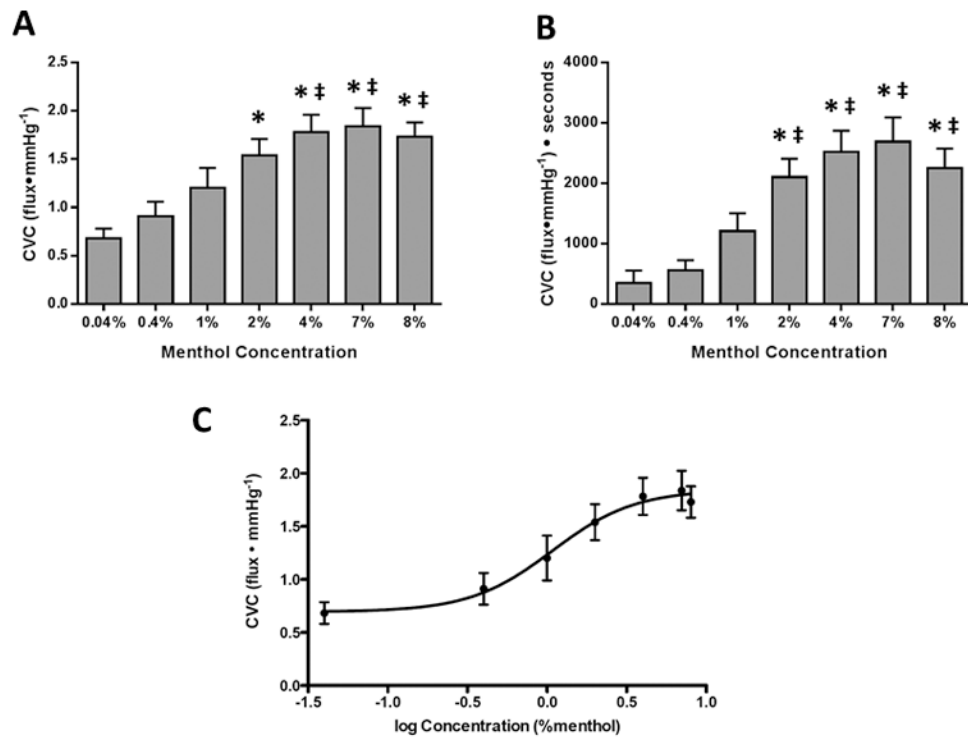 A
CVC (flux•mmHg-1)
2.5
2.0
1.5
1.0
0.5
0.0
*
* ‡
* ‡
* ‡
0.04% 0.4% 1% 2% 4% 7% 8%
Menthol Concentration
B
CVC (flux•mmHg-1) • seconds
4000
3000
2000
1000
0
* ‡
* ‡
* ‡
* ‡
0.04% 0.4% 1% 2% 4% 7% 8%
Menthol Concentration
C
CVC (flux • mmHg-1)
2.5
2.0
1.5
1.0
0.5
0.0
-1.5 -1.0 -0.5 0.0 0.5 1.0
log Concentration (%menthol)